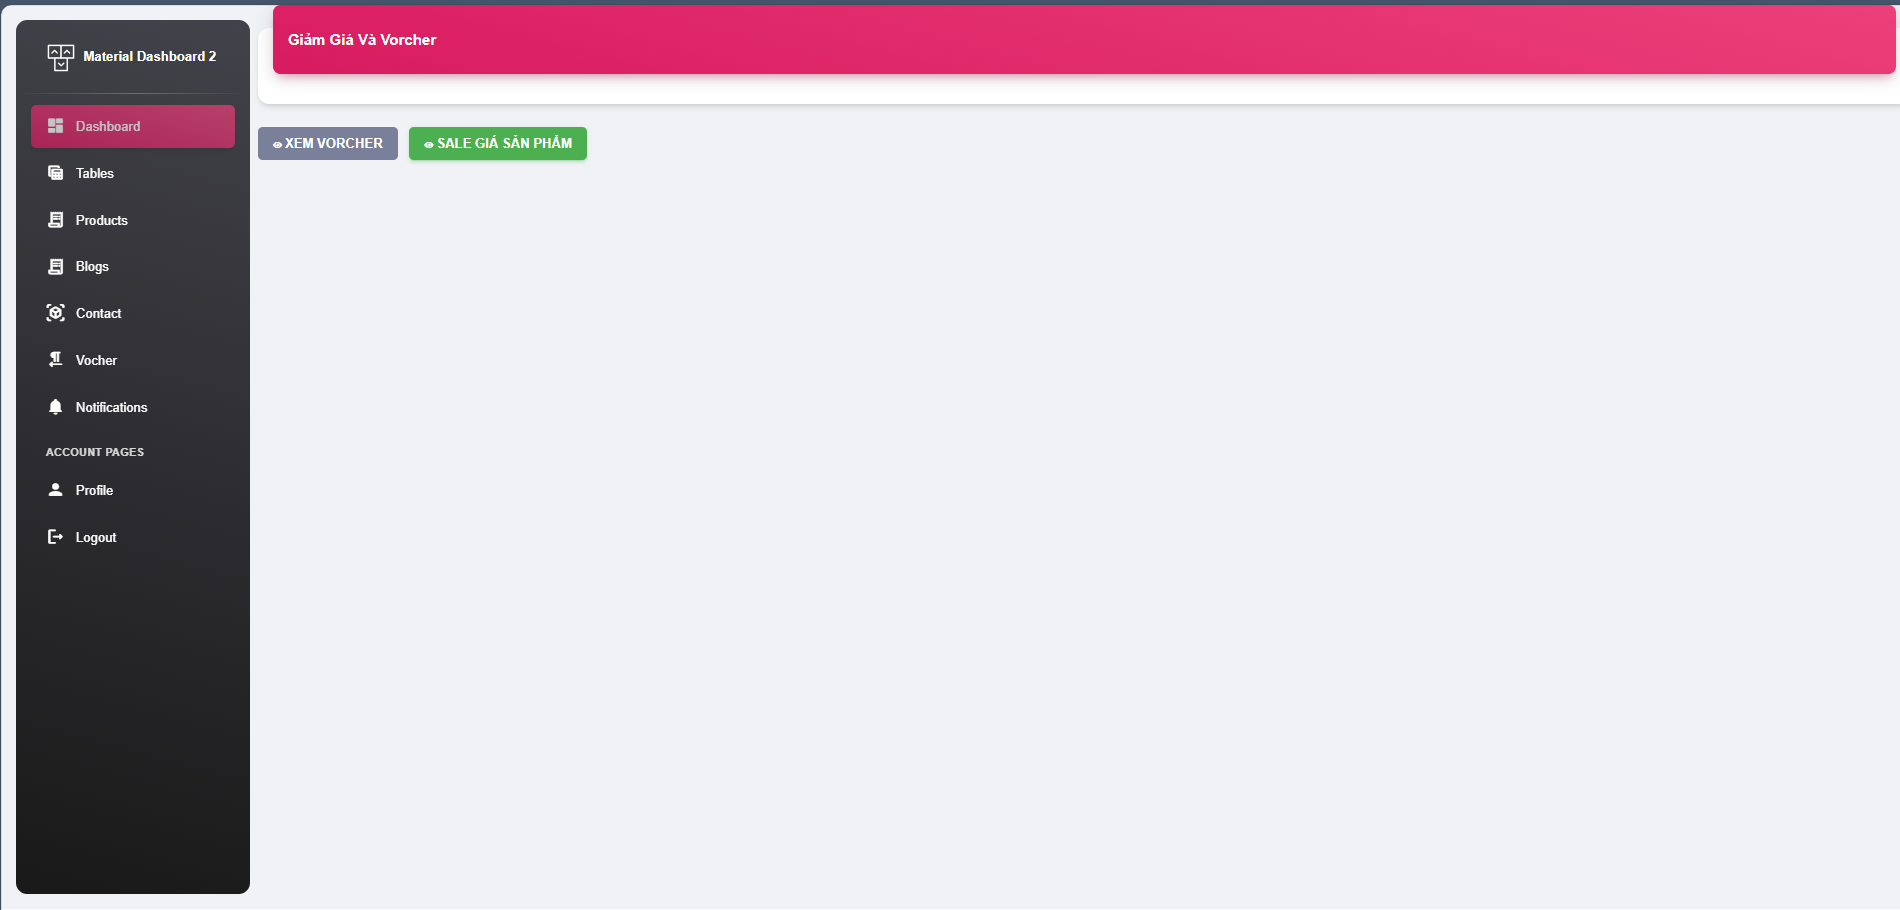 Material Dashboard 2
Dashboard
Tables
Products
Blogs
Contact
Vocher
Notifications
ACCOUNT PAGES
Profile
Logout
Giảm Giá Và Vorcher
XEM VORCHER
SALE GIÁ SẢN PHẨM